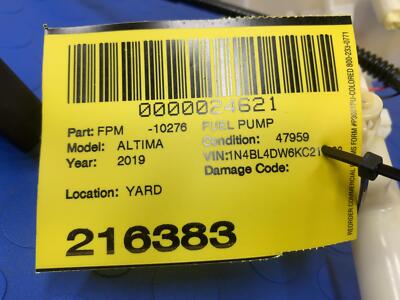 0000024621
Part: FPM -10276 FUEL PUMP
Model: ALTIMA Condition: 47959
Year: 2019 VIN:1N4BL4DW6KC21
Damage Code:
Location: YARD
216383